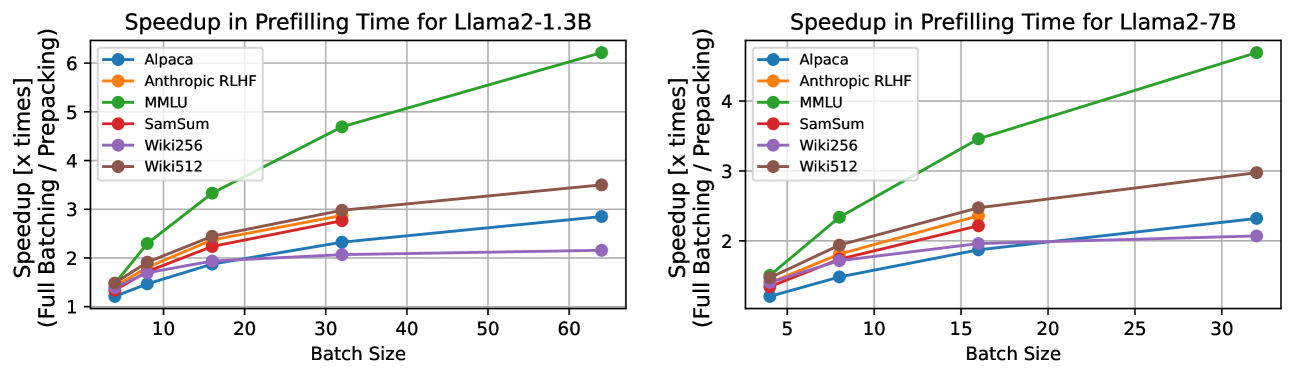 Speedup in Prefilling Time for Llama2-1.3B
Speedup [x times]
(Full Batching / Prepacking)
6
5
4
3
2
1
Alpaca
Anthropic RLHF
MMLU
SamSum
Wiki256
Wiki512
10 20 30 40 50 60
Batch Size
Speedup in Prefilling Time for Llama2-7B
Speedup [x times]
(Full Batching / Prepacking)
4
3
2
Alpaca
Anthropic RLHF
MMLU
SamSum
Wiki256
Wiki512
5 10 15 20 25 30
Batch Size